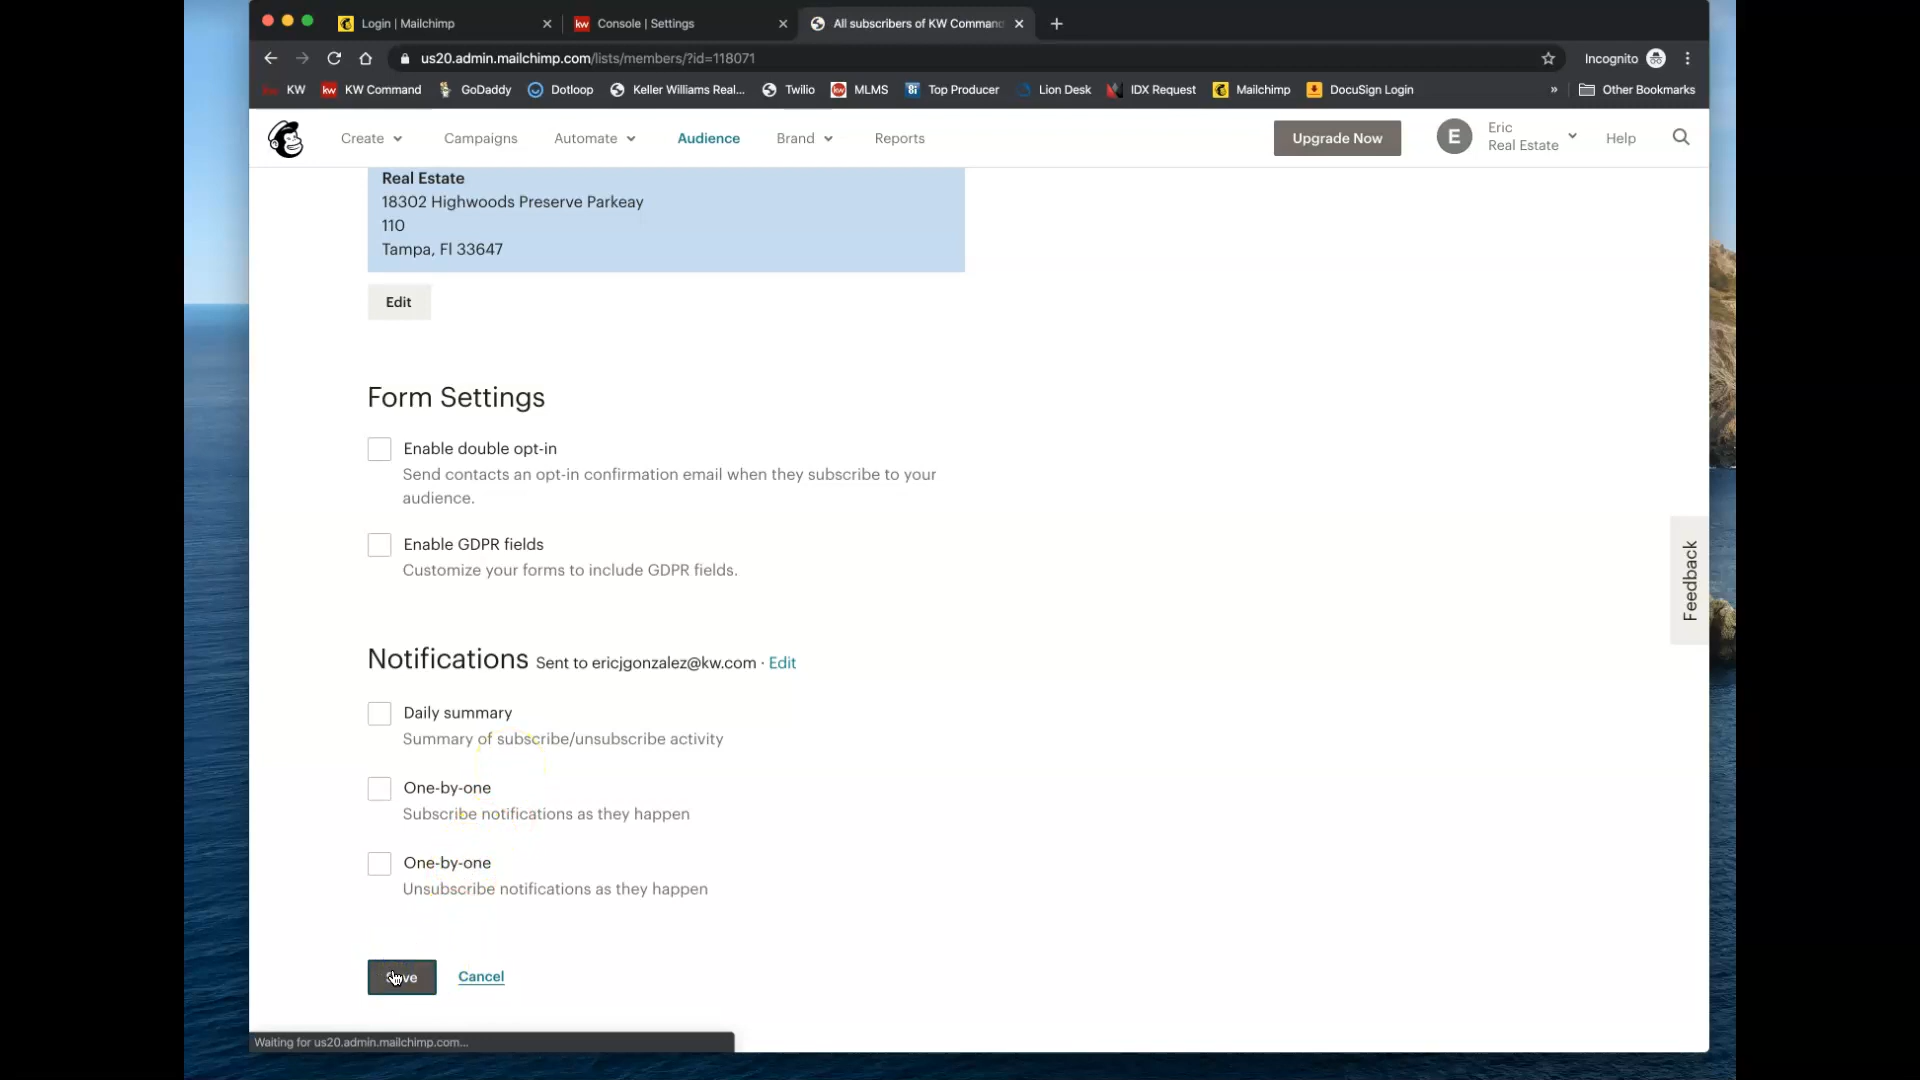 Login | Mailchimp
kw Console | Settings
All subscribers of KW Comman
us20.admin.mailchimp.com/lists/members/?id=118071
Incognito
KW
kw KW Command
GoDaddy
Dotloop
Keller Williams Real...
Twilio
MLMS
Top Producer
Lion Desk
IDX Request
Mailchimp
DocuSign Login
»
Other Bookmarks
Create
Campaigns
Automate
Audience
Brand
Reports
Upgrade Now
E
Eric
Real Estate
Help
Real Estate
18302 Highwoods Preserve Parkeay
110
Tampa, Fl 33647
Edit
Form Settings
Enable double opt-in
Send contacts an opt-in confirmation email when they subscribe to your
audience.
Enable GDPR fields
Customize your forms to include GDPR fields.
Feedback
Notifications Sent to ericjgonzalez@kw.com · Edit
Daily summary
Summary of subscribe/unsubscribe activity
One-by-one
Subscribe notifications as they happen
One-by-one
Unsubscribe notifications as they happen
Save
Cancel
Waiting for us20.admin.mailchimp.com...